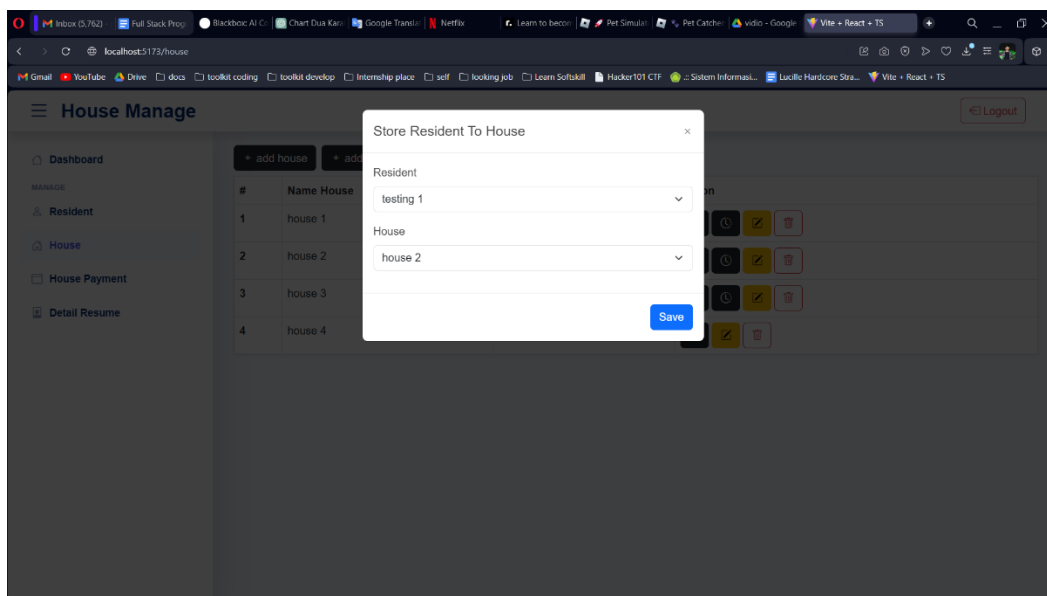 Inbox (5,762) Full Stack Prog Blackbox AI Chart Dua Kara Google Translat Netflix r. Learn to becom Pet Simulat Pet Catcher vidio - Google Vite + React + TS
localhost:5173/house
Gmail YouTube Drive docs toolkit coding toolkit develop Internship place self looking job Learn Softskill Hacker101 CTF .:: Sistem Informasi... Lucille Hardcore Stra... Vite + React + TS
House Manage
Logout
Store Resident To House ×
Dashboard
+ add house + add
MANAGE
Resident
House
House Payment
Detail Resume
# Name House
1 house 1
2 house 2
3 house 3
4 house 4
Resident
testing 1
House
house 2
Save